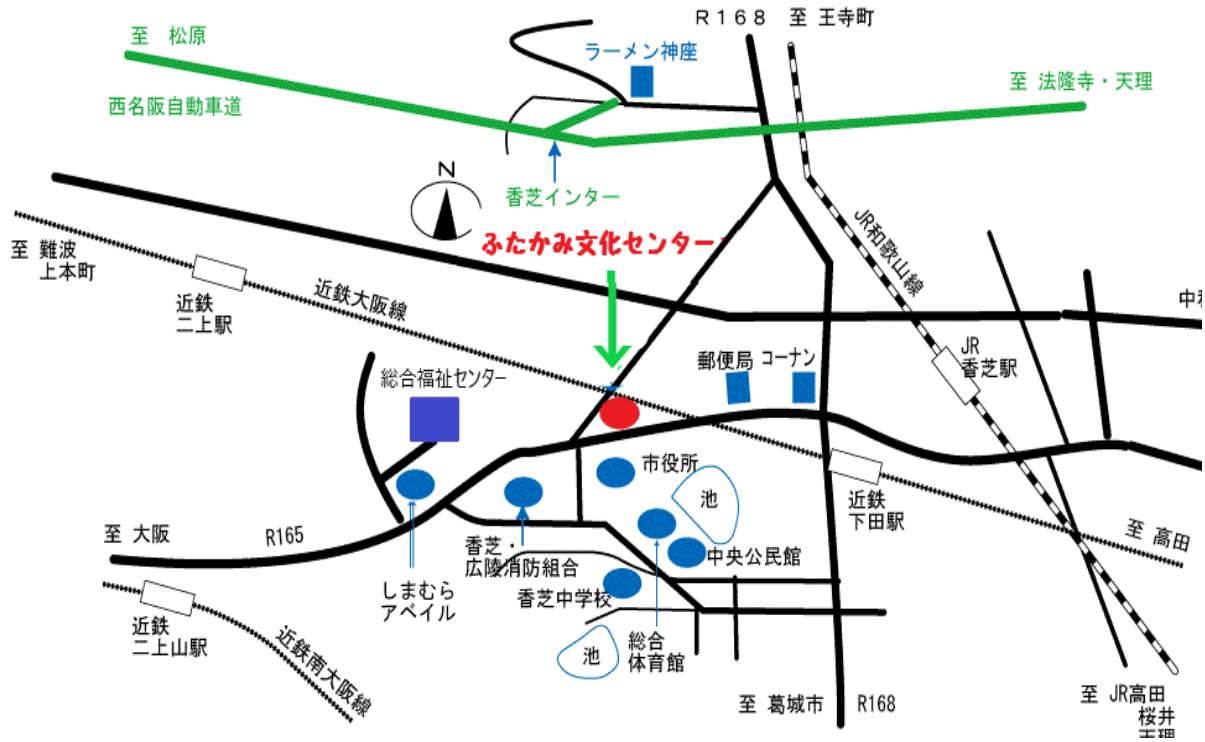 R168 至 王寺町
至 松原
ラーメン神座
至 法隆寺・天理
西名阪自動車道
N
香芝インター
JR和歌山線
ふたかみ文化センター
至 難波
上本町
近鉄
二上駅
近鉄大阪線
JR
香芝駅
郵便局
コーナン
総合福祉センター
市役所
池
近鉄
下田駅
至 大阪
R165
香芝・
広陵消防組合
中央公民館
至 高田
しまむら
アベイル
香芝中学校
近鉄
二上山駅
近鉄南大阪線
池
総合
体育館
至 葛城市
R168
至 JR高田
桜井